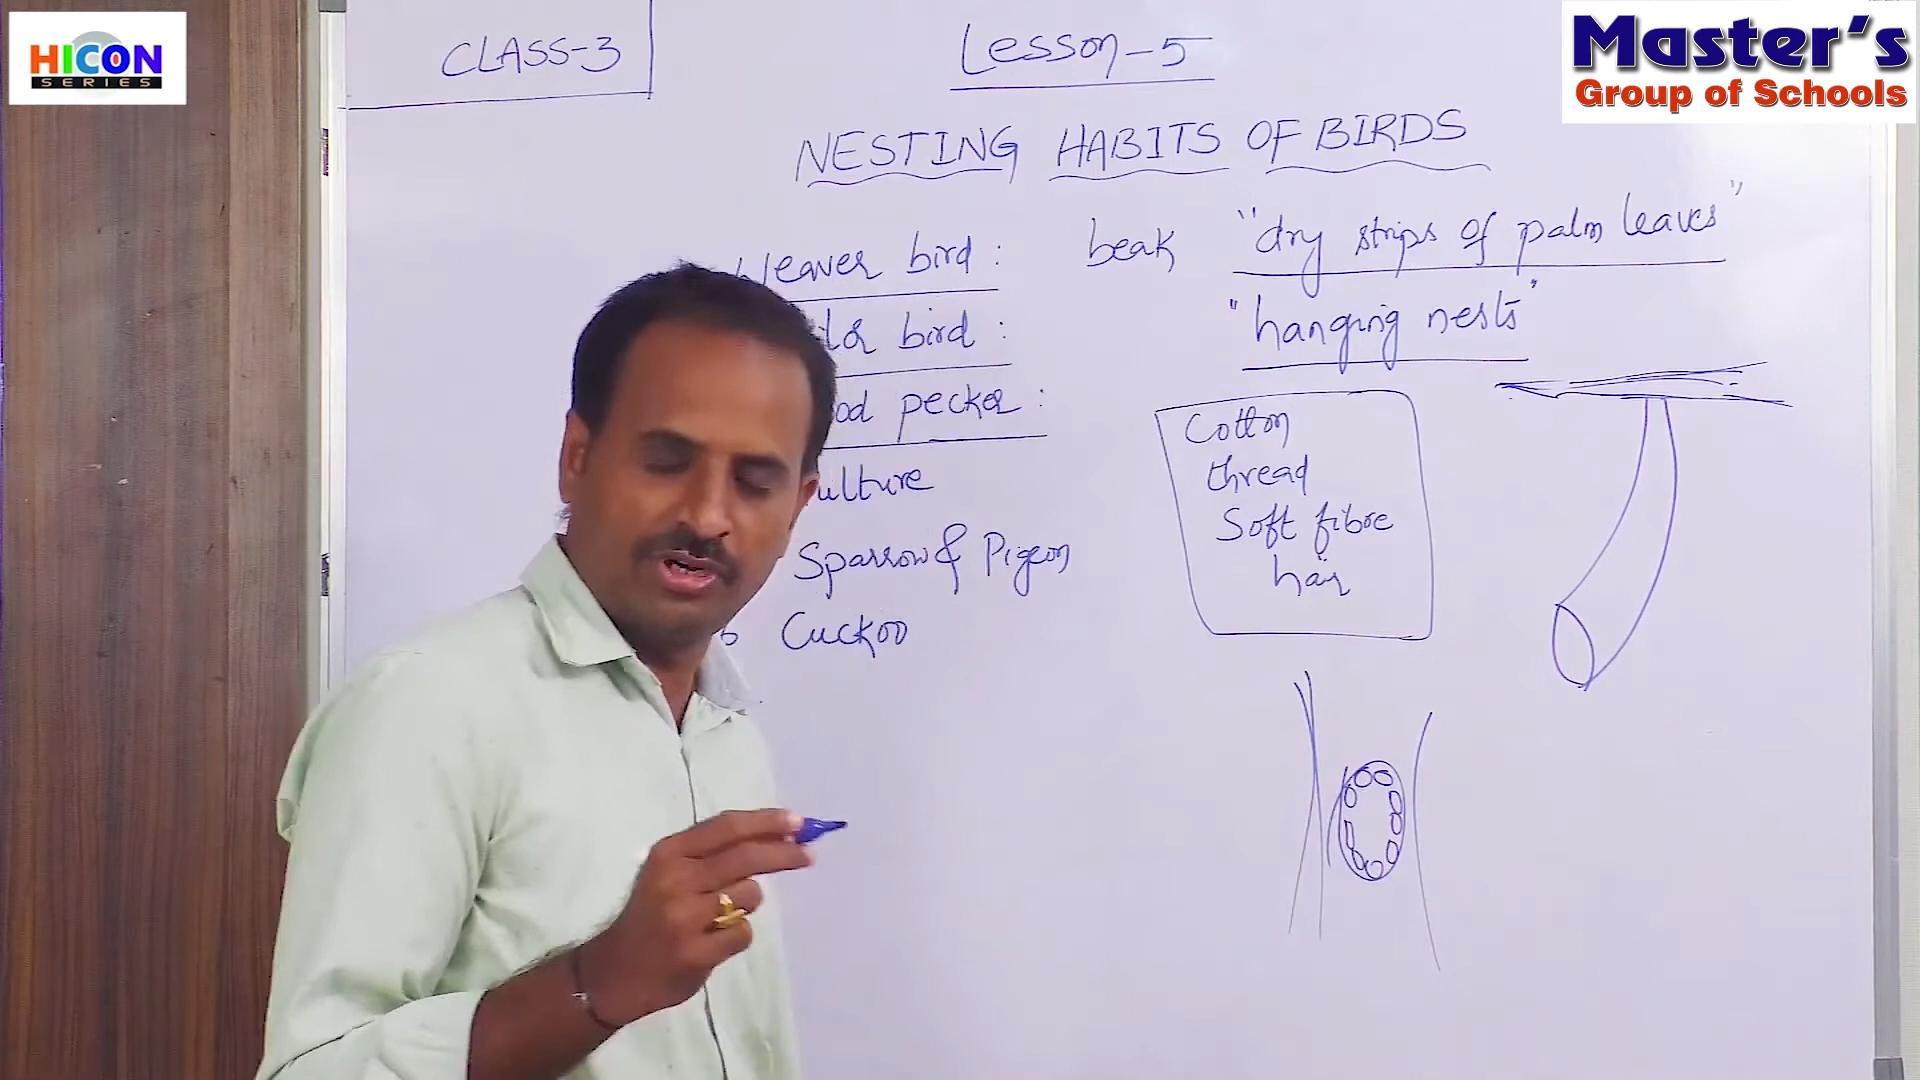 HICON
SERIES
CLASS-3
Lesson-5
Master's
Group of Schools
NESTING HABITS OF BIRDS
bird : beak "dry strips of palm leaves"
bird : "hanging nests"
pecker :
Cotton
thread
Soft fibre
hair
Sparrow & Pigeon
Cuckoo